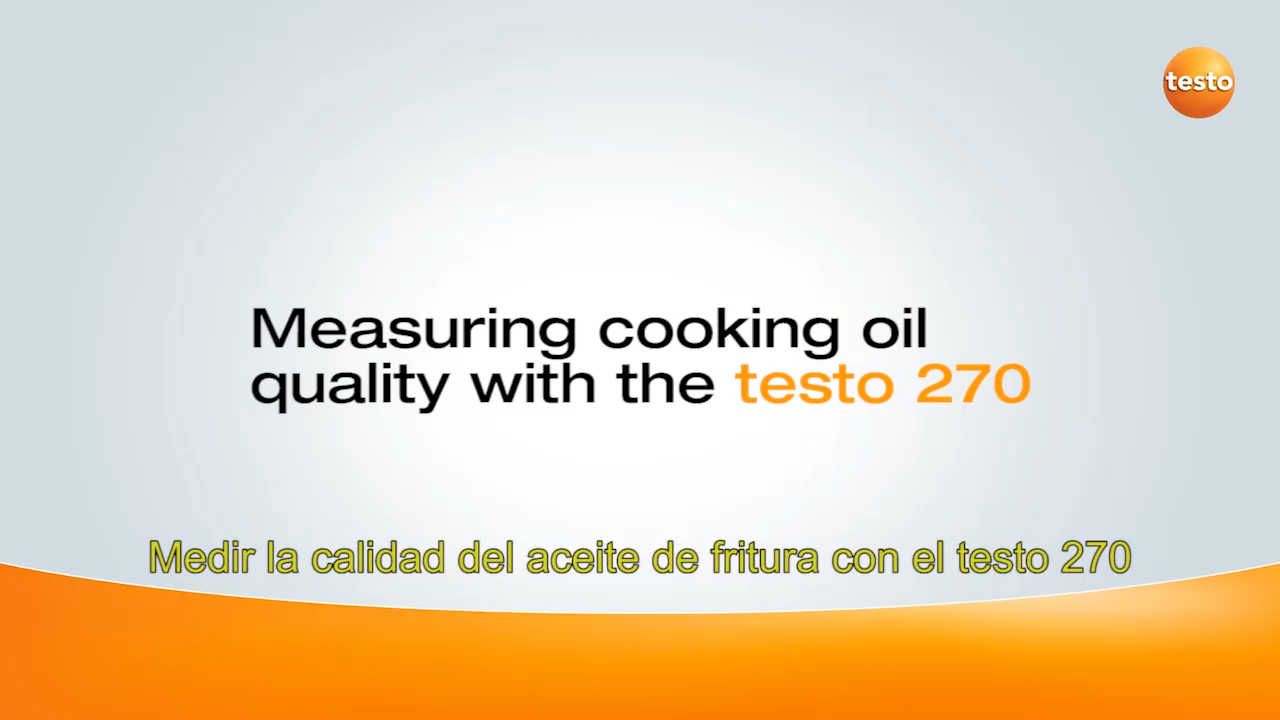 testo
Measuring cooking oil
quality with the testo 270
Medir la calidad del aceite de fritura con el testo 270